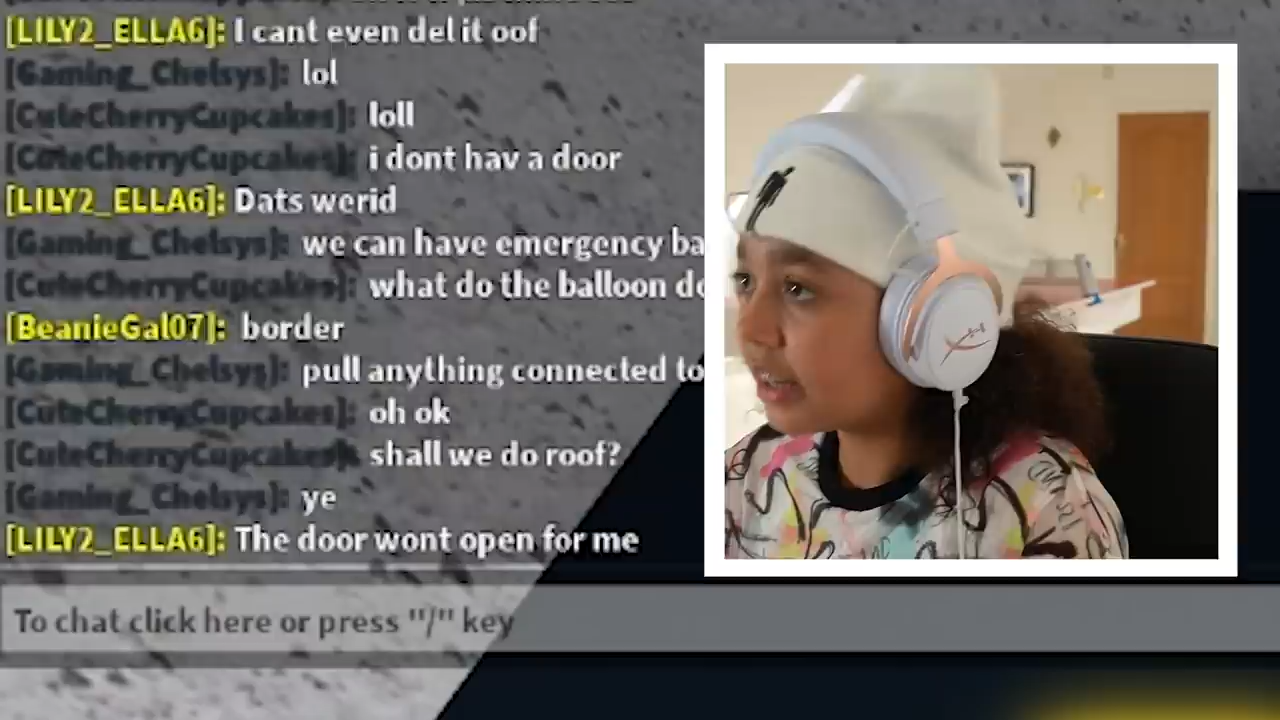 [LILY2_ELLA6]: I cant even del it oof
[Gaming_Chelsys]: lol
[CuteCherryCupcakes]: loll
[CuteCherryCupcakes]: i dont hav a door
[LILY2_ELLA6]: Dats werid
[Gaming_Chelsys]: we can have emergency ba
[CuteCherryCupcakes]: what do the balloon do
[BeanieGal07]: border
[Gaming_Chelsys]: pull anything connected to
[CuteCherryCupcakes]: oh ok
[CuteCherryCupcakes]: shall we do roof?
[Gaming_Chelsys]: ye
[LILY2_ELLA6]: The door wont open for me
To chat click here or press "/" key